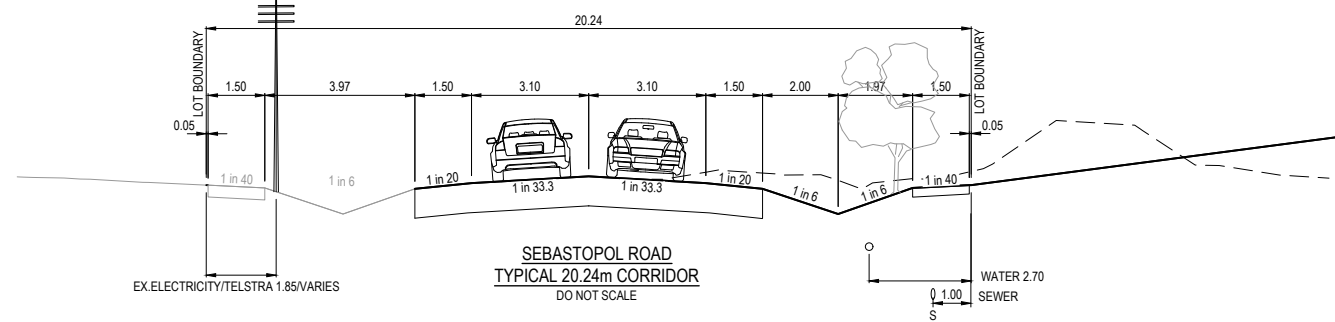 20.24
LOT BOUNDARY
LOT BOUNDARY
1.50 3.97 1.50 3.10 3.10 1.50 2.00 1.97 1.50
0.05
0.05
1 in 40
1 in 6
1 in 20
1 in 33.3
1 in 33.3
1 in 20
1 in 6
1 in 6
1 in 40
SEBASTOPOL ROAD
TYPICAL 20.24m CORRIDOR
DO NOT SCALE
EX.ELECTRICITY/TELSTRA 1.85/VARIES
WATER 2.70
1.00 SEWER
S